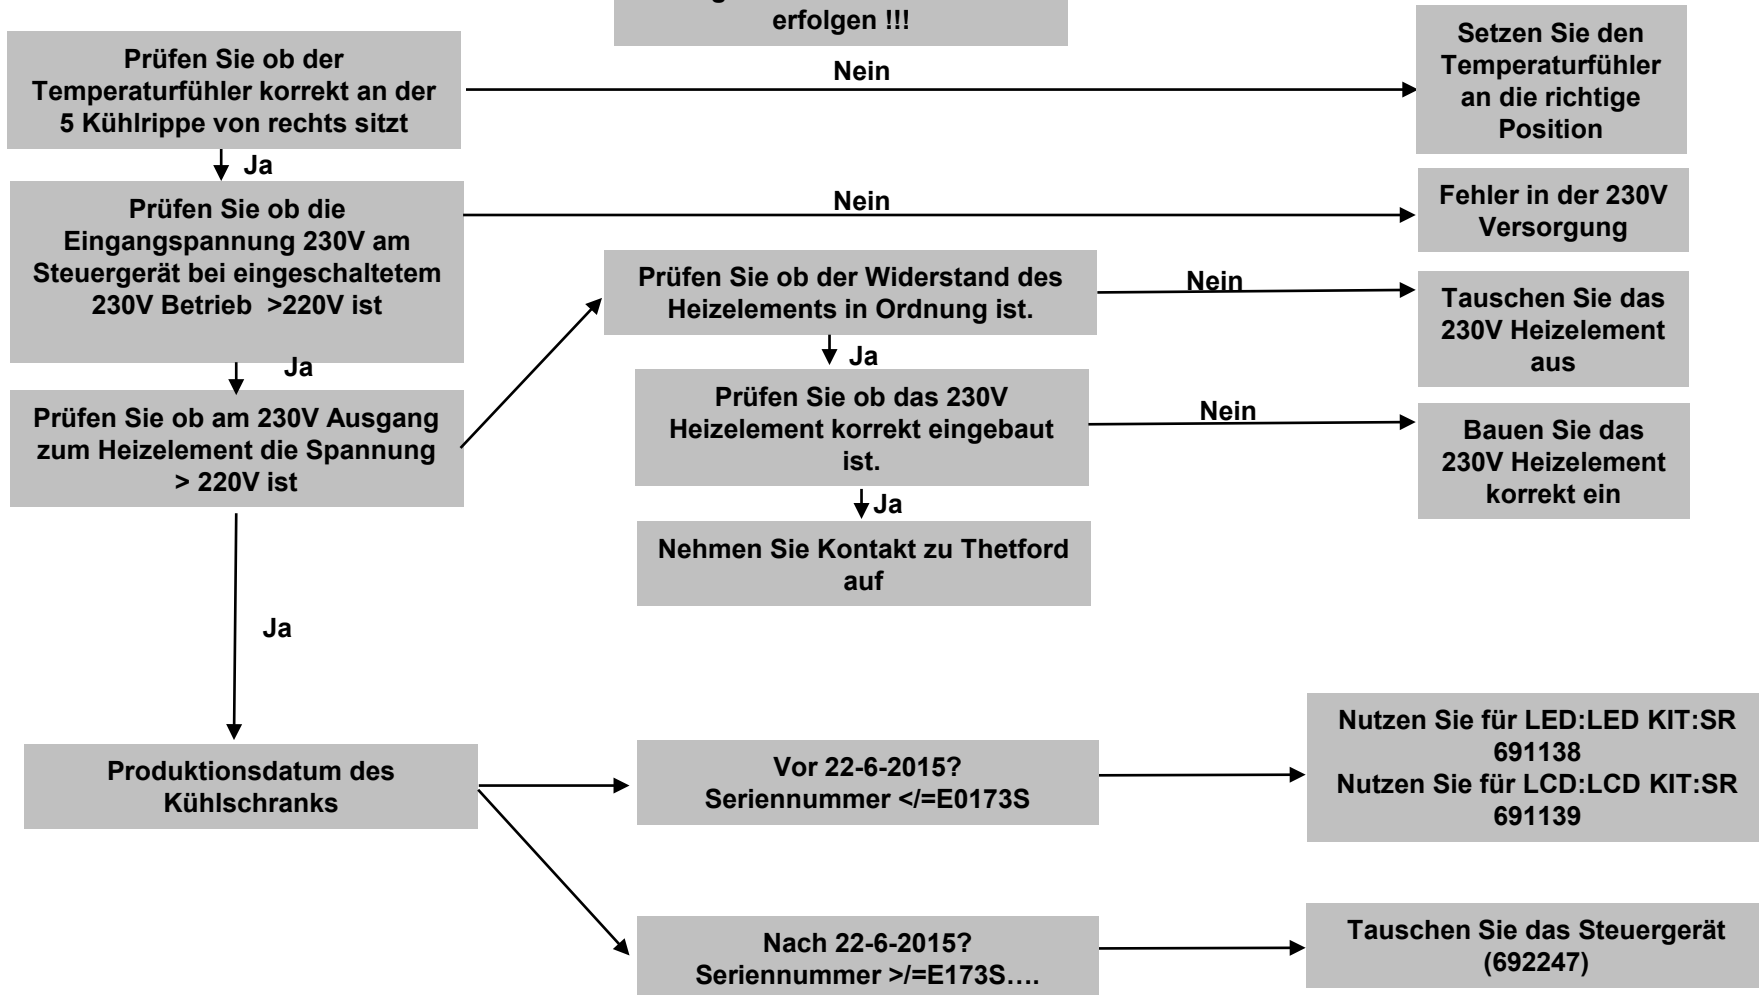 erfolgen !!!
Prüfen Sie ob der
Temperaturfühler korrekt an der
5 Kühlrippe von rechts sitzt
Nein
Setzen Sie den
Temperaturfühler
an die richtige
Position
Ja
Prüfen Sie ob die
Eingangspannung 230V am
Steuergerät bei eingeschaltetem
230V Betrieb >220V ist
Nein
Fehler in der 230V
Versorgung
Ja
Prüfen Sie ob am 230V Ausgang
zum Heizelement die Spannung
> 220V ist
Prüfen Sie ob der Widerstand des
Heizelements in Ordnung ist.
Nein
Tauschen Sie das
230V Heizelement
aus
Ja
Prüfen Sie ob das 230V
Heizelement korrekt eingebaut
ist.
Nein
Bauen Sie das
230V Heizelement
korrekt ein
Ja
Nehmen Sie Kontakt zu Thetford
auf
Ja
Produktionsdatum des
Kühlschranks
Vor 22-6-2015?
Seriennummer </=E0173S
Nutzen Sie für LED:LED KIT:SR
691138
Nutzen Sie für LCD:LCD KIT:SR
691139
Nach 22-6-2015?
Seriennummer >/=E173S….
Tauschen Sie das Steuergerät
(692247)